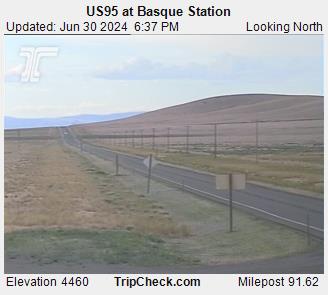 US95 at Basque Station
Updated: Jun 30 2024 6:37 PM Looking North
Elevation 4460 TripCheck.com Milepost 91.62